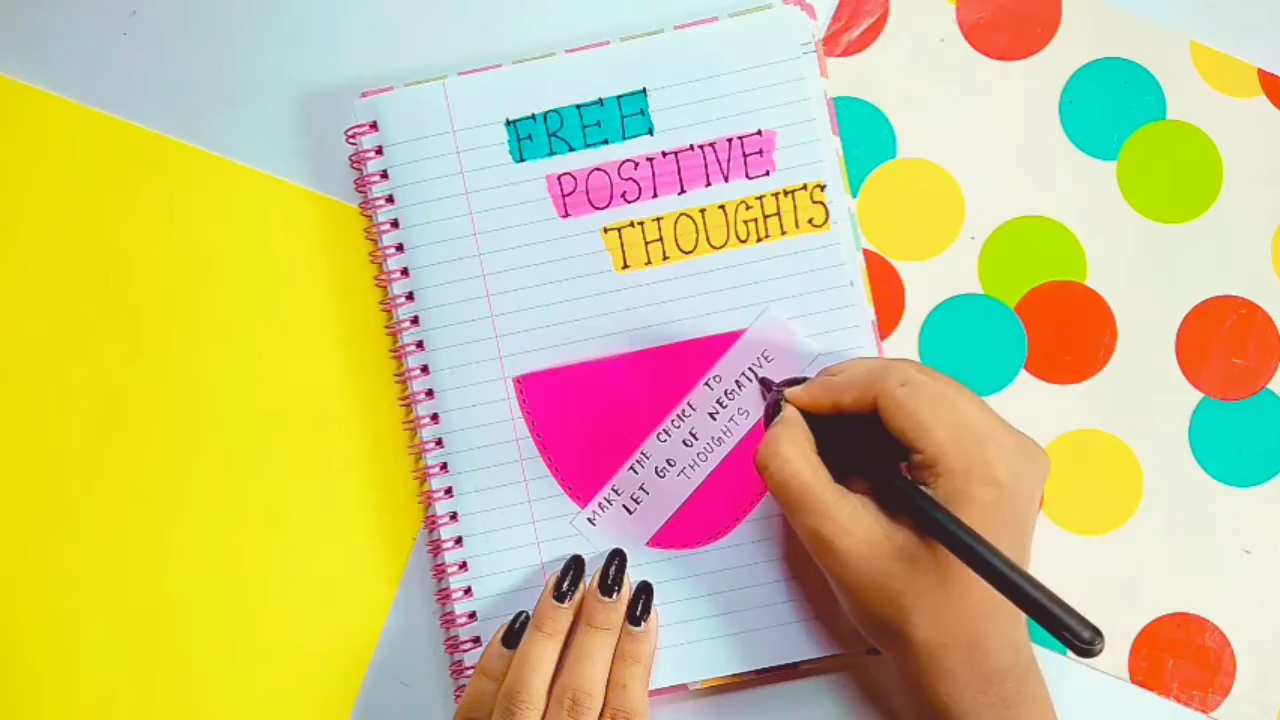 FREE
POSITIVE
THOUGHTS
MAKE THE CHOICE TO
LET GO OF NEGATIVE
THOUGHTS